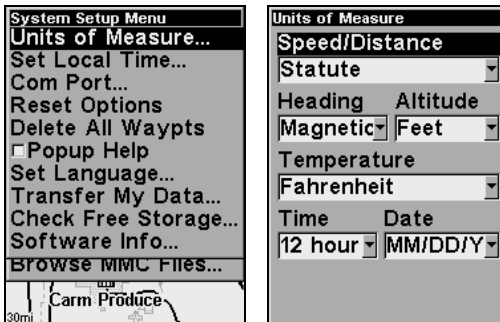 System Setup Menu
Units of Measure...
Set Local Time...
Com Port...
Reset Options
Delete All Waypts
Popup Help
Set Language...
Transfer My Data...
Check Free Storage...
Software Info...
Browse MMC Files...
Carm Produce
30mi
Units of Measure
Speed/Distance
Statute
Heading Altitude
Magnetic Feet
Temperature
Fahrenheit
Time Date
12 hour MM/DD/Y